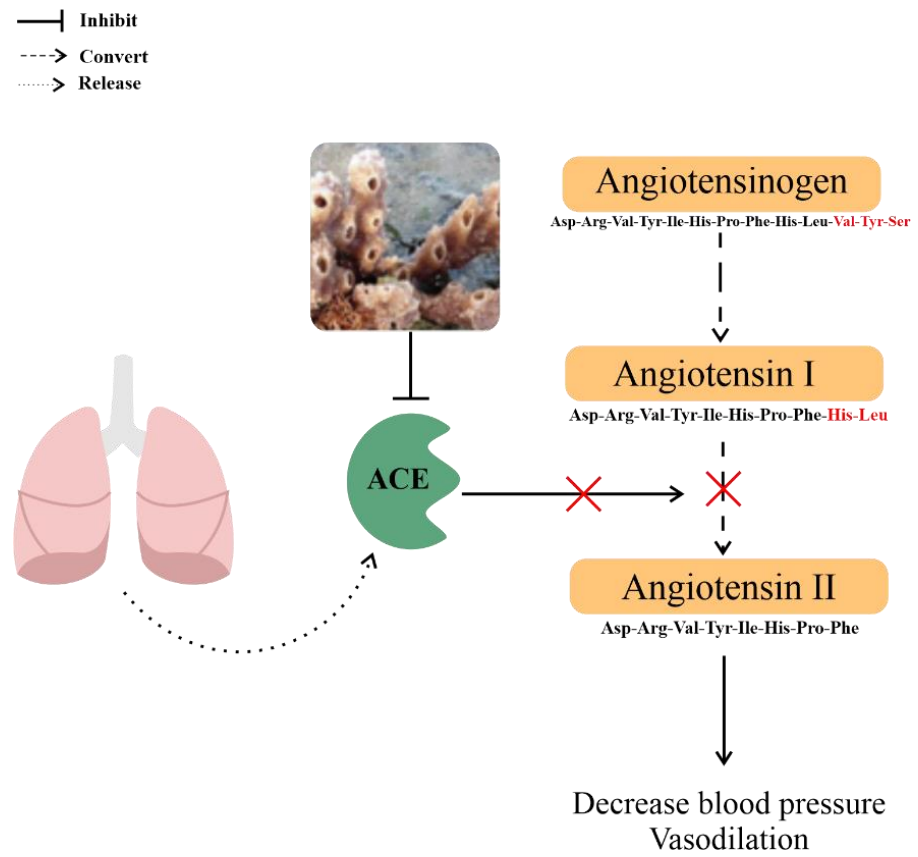 Inhibit
Convert
Release
Angiotensinogen
Asp-Arg-Val-Tyr-Ile-His-Pro-Phe-His-Leu-Val-Tyr-Ser
Angiotensin I
Asp-Arg-Val-Tyr-Ile-His-Pro-Phe-His-Leu
ACE
Angiotensin II
Asp-Arg-Val-Tyr-Ile-His-Pro-Phe
Decrease blood pressure
Vasodilation